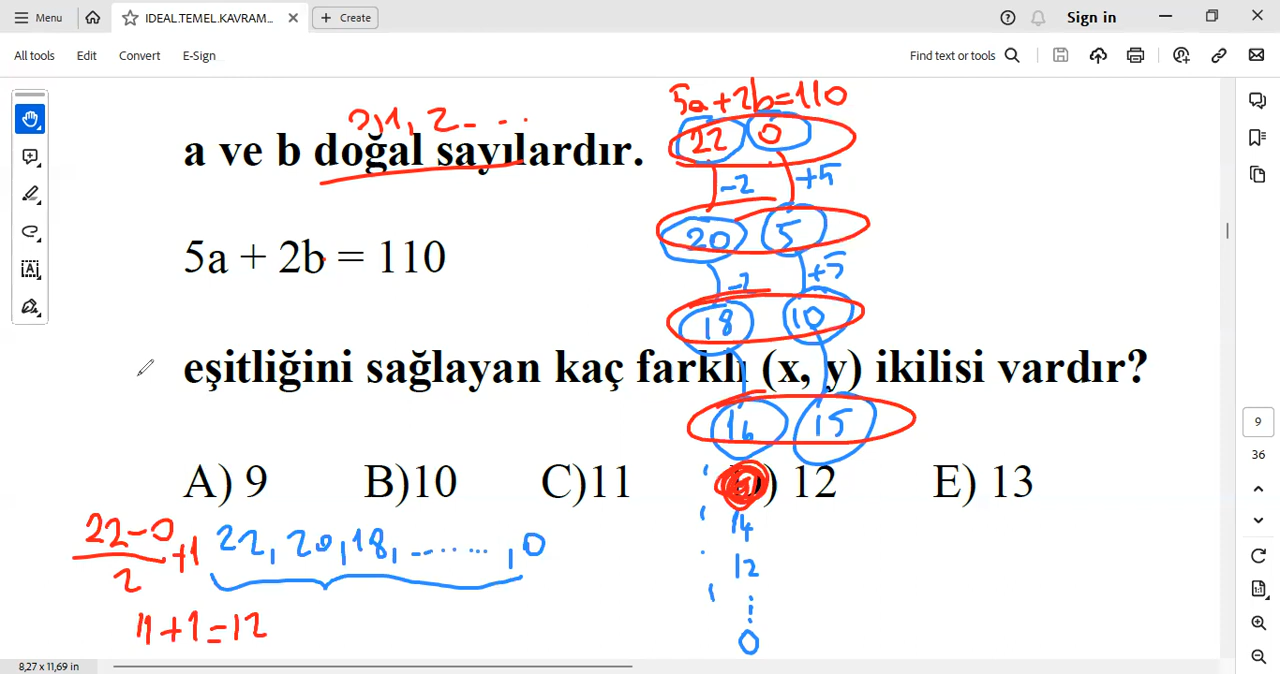 Menu
IDEAL.TEMEL.KAVRAM...
Create
Sign in
All tools
Edit
Convert
E-Sign
Find text or tools
0,1, 2- - ...
a ve b doğal sayılardır.
5a + 2b = 110
eşitliğini sağlayan kaç farklı (x, y) ikilisi vardır?
A) 9
B)10
C)11
D) 12
E) 13
5a+2b=110
22 0
-2 +5
20 5
-2 +5
18 10
16 15
14
12
0
22-0
2
+1
22, 20, 18, ........, 0
11+1=12
9
36
8,27 x 11,69 in